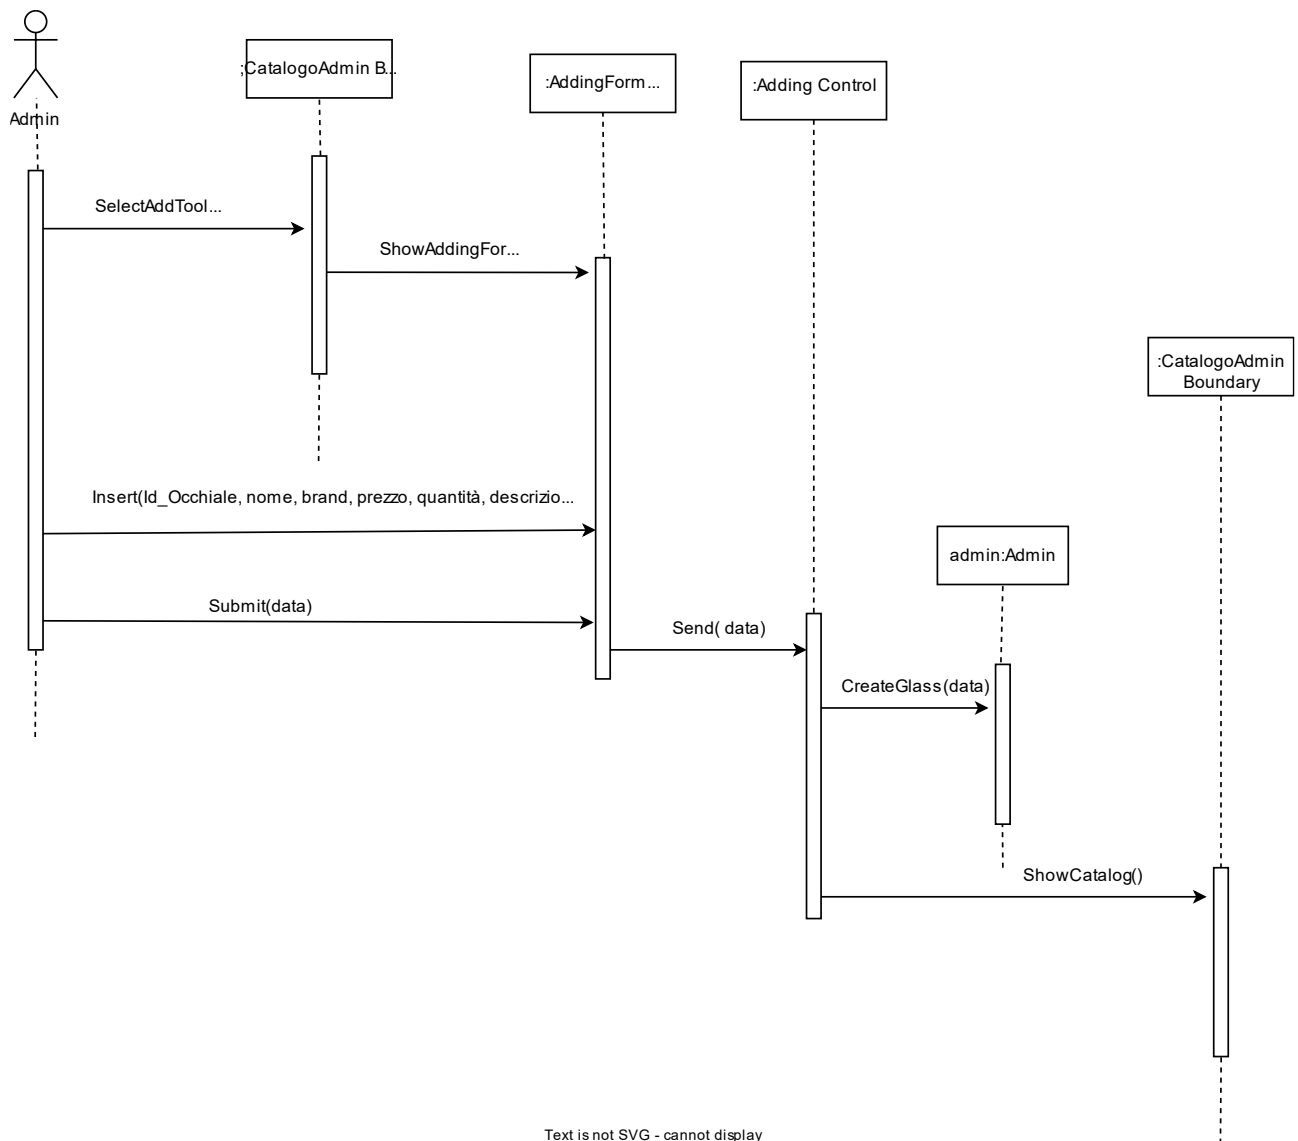 Admin
;CatalogoAdmin B...
:AddingForm...
:Adding Control
SelectAddTool...
ShowAddingFor...
:CatalogoAdmin
Boundary
Insert(Id_Occhiale, nome, brand, prezzo, quantità, descrizio...
admin:Admin
Submit(data)
Send( data)
CreateGlass(data)
ShowCatalog()
Text is not SVG - cannot display